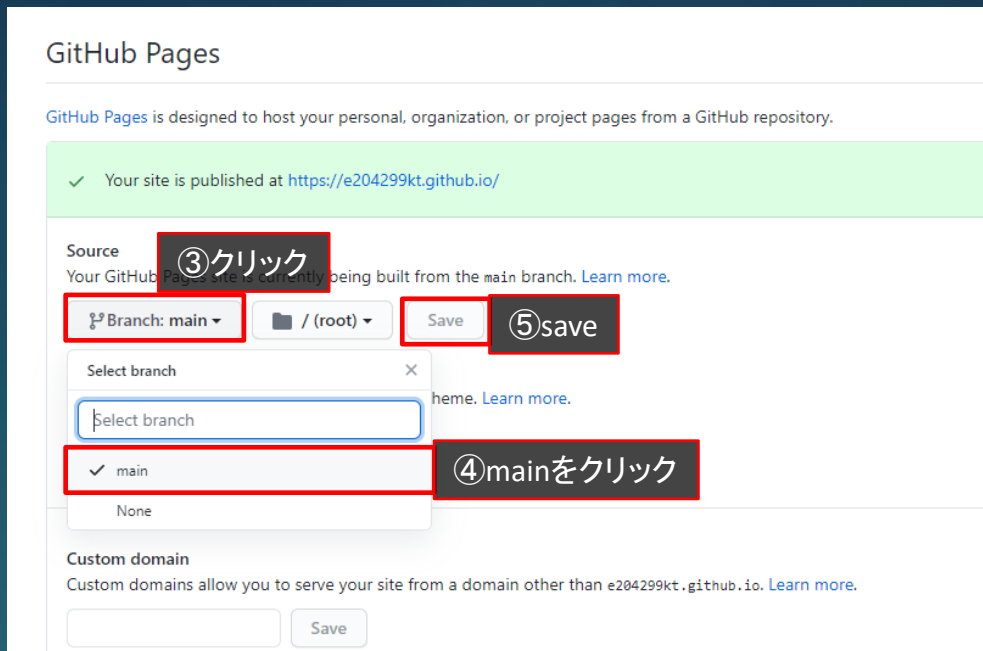 GitHub Pages
GitHub Pages is designed to host your personal, organization, or project pages from a GitHub repository.
Your site is published at https://e204299kt.github.io/
Source
③クリック
Your GitHub Pages site is currently being built from the main branch. Learn more.
Branch: main
/ (root)
Save
⑤save
Select branch
heme. Learn more.
Select branch
main
④mainをクリック
None
Custom domain
Custom domains allow you to serve your site from a domain other than e204299kt.github.io. Learn more.
Save